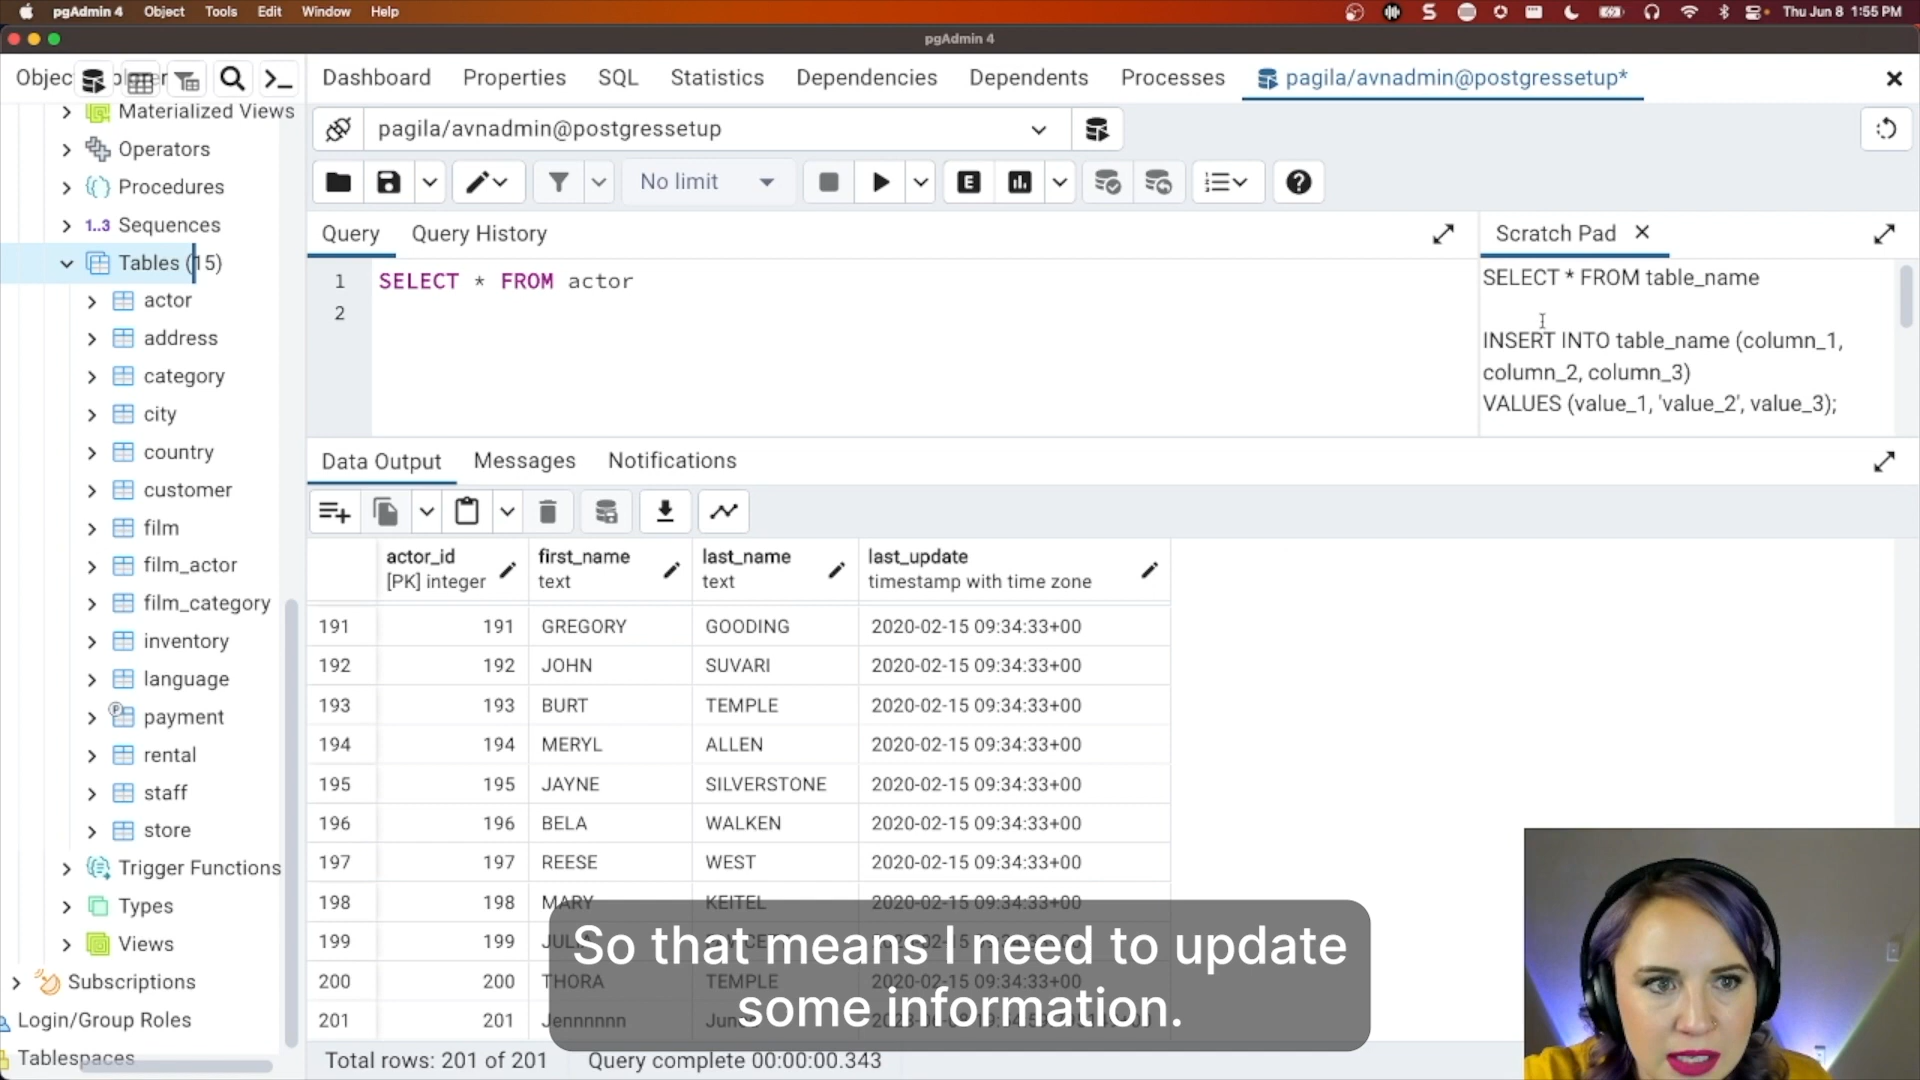 pgAdmin 4 Object Tools Edit Window Help
Thu Jun 8 1:55 PM
pgAdmin 4
Dashboard Properties SQL Statistics Dependencies Dependents Processes pagila/avnadmin@postgressetup*
Materialized Views
Operators
Procedures
1..3 Sequences
Tables (15)
actor
address
category
city
country
customer
film
film_actor
film_category
inventory
language
payment
rental
staff
store
Trigger Functions
Types
Views
Subscriptions
Login/Group Roles
Tablespaces
pagila/avnadmin@postgressetup
No limit
Query Query History
1 SELECT * FROM actor
2
Scratch Pad
SELECT * FROM table_name
INSERT INTO table_name (column_1,
column_2, column_3)
VALUES (value_1, 'value_2', value_3);
Data Output Messages Notifications
actor_id first_name last_name last_update
[PK] integer text text timestamp with time zone
191 191 GREGORY GOODING 2020-02-15 09:34:33+00
192 192 JOHN SUVARI 2020-02-15 09:34:33+00
193 193 BURT TEMPLE 2020-02-15 09:34:33+00
194 194 MERYL ALLEN 2020-02-15 09:34:33+00
195 195 JAYNE SILVERSTONE 2020-02-15 09:34:33+00
196 196 BELA WALKEN 2020-02-15 09:34:33+00
197 197 REESE WEST 2020-02-15 09:34:33+00
198 198 MARY KEITEL 2020-02-15 09:34:33+00
199 199
200 200 THORA TEMPLE
201 201 Jennnnnn
So that means I need to update
some information.
Total rows: 201 of 201 Query complete 00:00:00.343